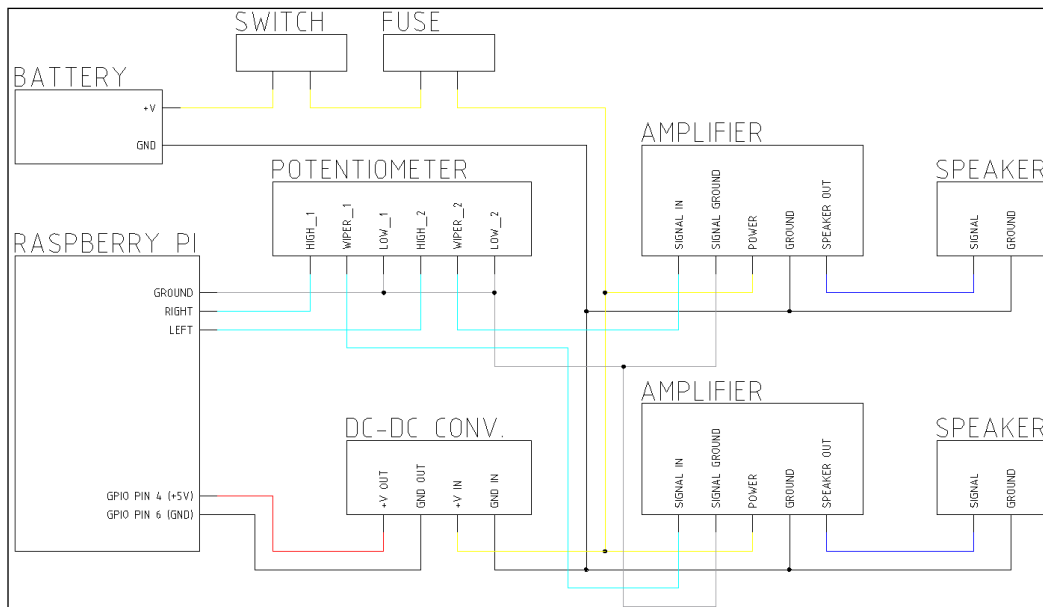 SWITCH
FUSE
BATTERY
+V
GND
POTENTIOMETER
HIGH_1
WIPER_1
LOW_1
HIGH_2
WIPER_2
LOW_2
AMPLIFIER
SIGNAL IN
SIGNAL GROUND
POWER
GROUND
SPEAKER OUT
SPEAKER
SIGNAL
GROUND
RASPBERRY PI
GROUND
RIGHT
LEFT
GPIO PIN 4 (+5V)
GPIO PIN 6 (GND)
DC-DC CONV.
+V OUT
GND OUT
+V IN
GND IN
AMPLIFIER
SIGNAL IN
SIGNAL GROUND
POWER
GROUND
SPEAKER OUT
SPEAKER
SIGNAL
GROUND